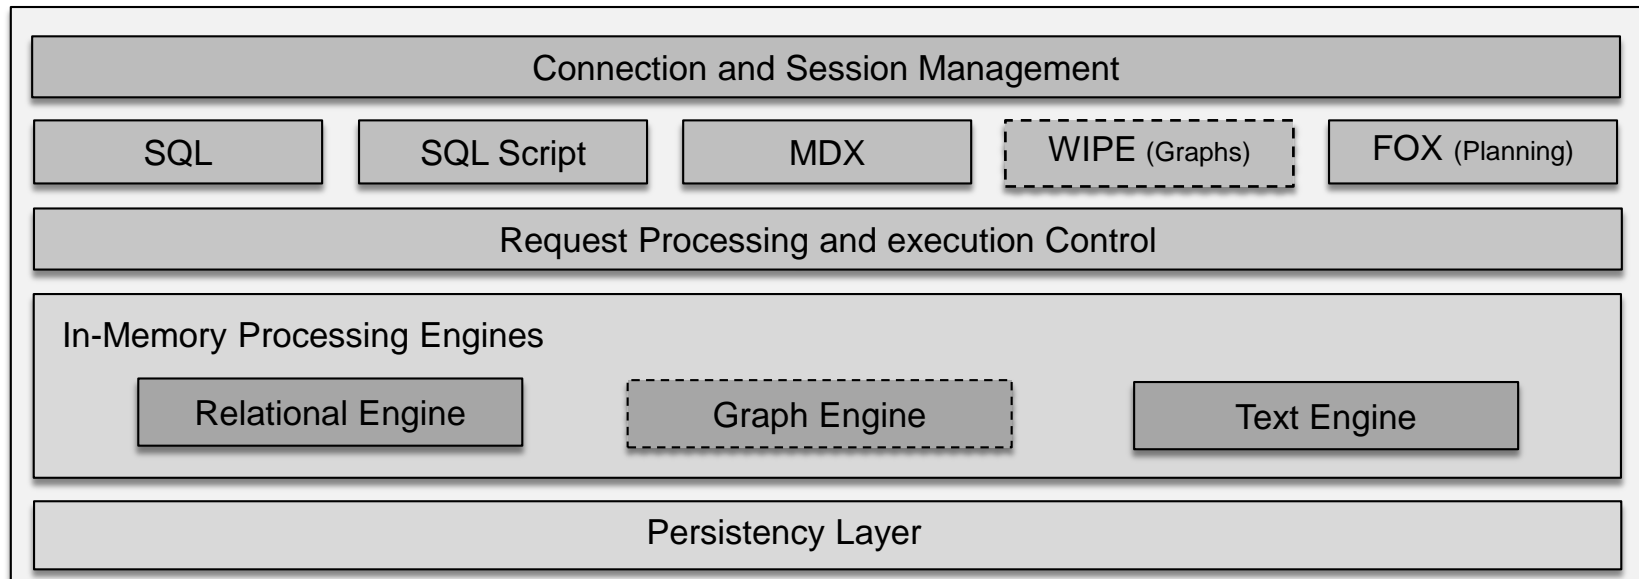 Connection and Session Management
SQL
SQL Script
MDX
WIPE (Graphs)
FOX (Planning)
Request Processing and execution Control
In-Memory Processing Engines
Relational Engine
Graph Engine
Text Engine
Persistency Layer